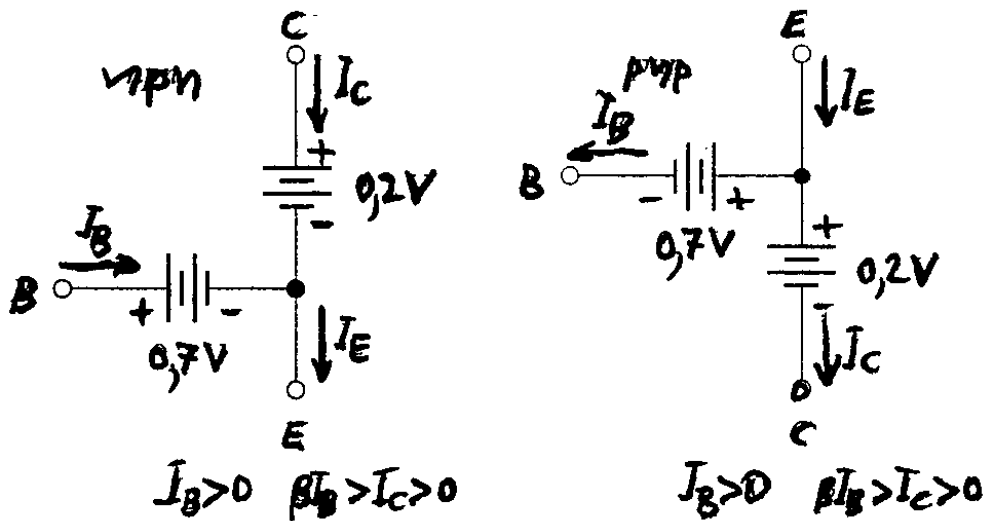 npn
C
I_C
+
0,2V
-
I_B
B
+
-
0,7V
I_E
E
I_B>0 βI_B>I_C>0
pnp
E
I_E
I_B
B
-
+
0,7V
+
0,2V
-
I_C
C
I_B>0 βI_B>I_C>0